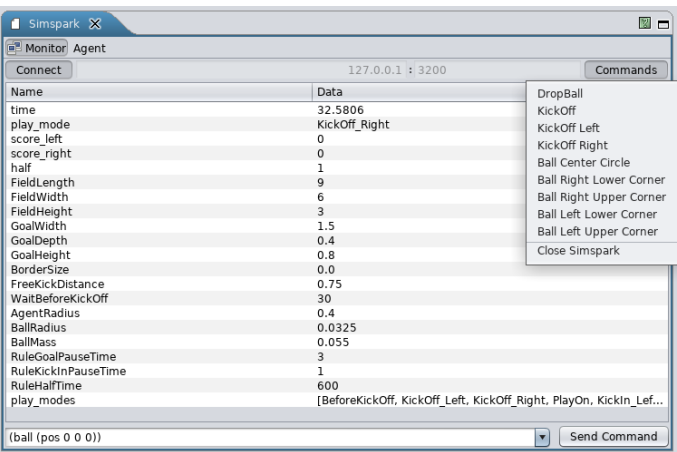 Simspark
Monitor Agent
Connect 127.0.0.1 : 3200 Commands
Name Data
time 32.5806
play_mode KickOff_Right
score_left 0
score_right 0
half 1
FieldLength 9
FieldWidth 6
FieldHeight 3
GoalWidth 1.5
GoalDepth 0.4
GoalHeight 0.8
BorderSize 0.0
FreeKickDistance 0.75
WaitBeforeKickOff 30
AgentRadius 0.4
BallRadius 0.0325
BallMass 0.055
RuleGoalPauseTime 3
RuleKickInPauseTime 1
RuleHalfTime 600
play_modes [BeforeKickOff, KickOff_Left, KickOff_Right, PlayOn, KickIn_Lef...
DropBall
KickOff
KickOff Left
KickOff Right
Ball Center Circle
Ball Right Lower Corner
Ball Right Upper Corner
Ball Left Lower Corner
Ball Left Upper Corner
Close Simspark
(ball (pos 0 0 0)) Send Command